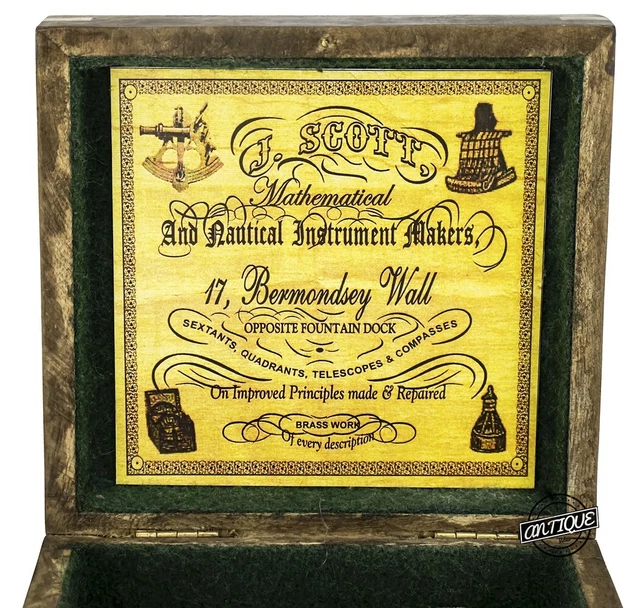 J. SCOTT,
Mathematical
And Nautical Instrument Makers,
17, Bermondsey Wall
OPPOSITE FOUNTAIN DOCK
SEXTANTS, QUADRANTS, TELESCOPES & COMPASSES
On Improved Principles made & Repaired
BRASS WORK
Of every description
ANTIQUE